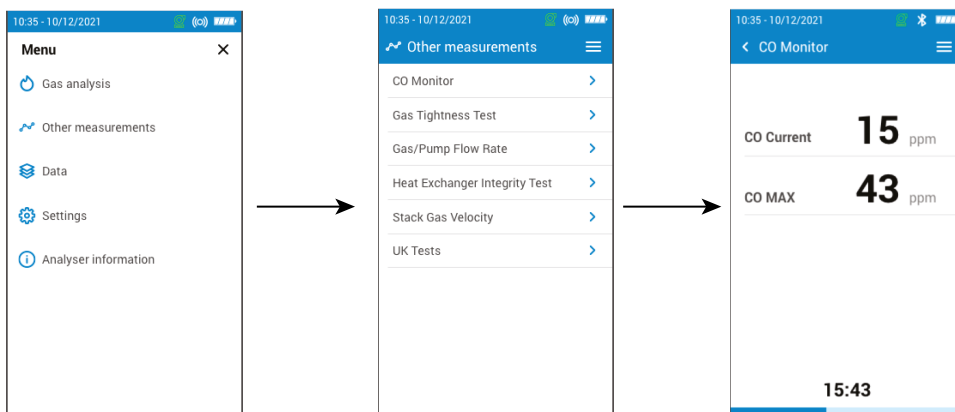 10:35 - 10/12/2021
Menu
Gas analysis
Other measurements
Data
Settings
Analyser information
10:35 - 10/12/2021
Other measurements
CO Monitor
Gas Tightness Test
Gas/Pump Flow Rate
Heat Exchanger Integrity Test
Stack Gas Velocity
UK Tests
10:35 - 10/12/2021
CO Monitor
CO Current 15 ppm
CO MAX 43 ppm
15:43